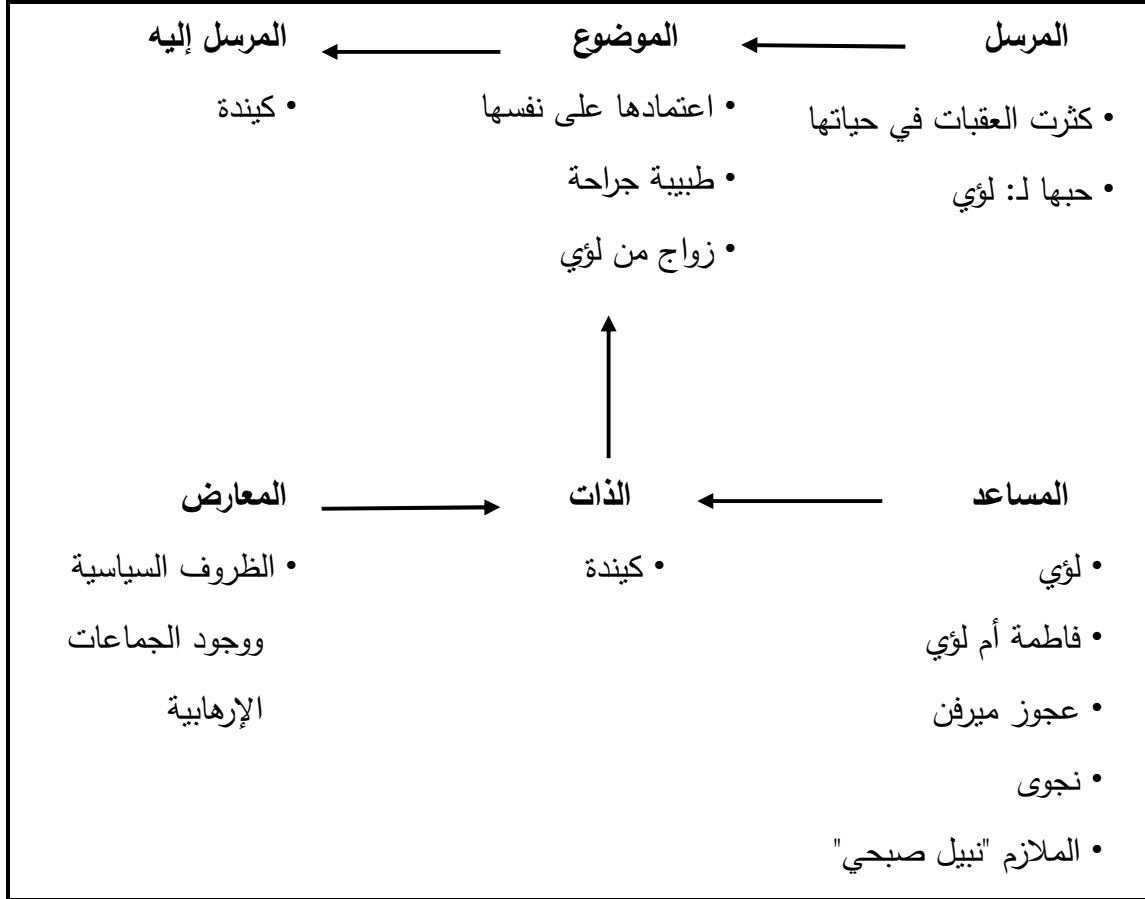 المرسل
الموضوع
المرسل إليه
• كثرت العقبات في حياتها
• حبها لـ: لؤي
• اعتمادها على نفسها
• طبيبة جراحة
• زواج من لؤي
• كيندة
المساعد
الذات
المعارض
• لؤي
• فاطمة أم لؤي
• عجوز ميرفن
• نجوى
• الملازم "نبيل صبحي"
• كيندة
• الظروف السياسية
ووجود الجماعات
الإرهابية